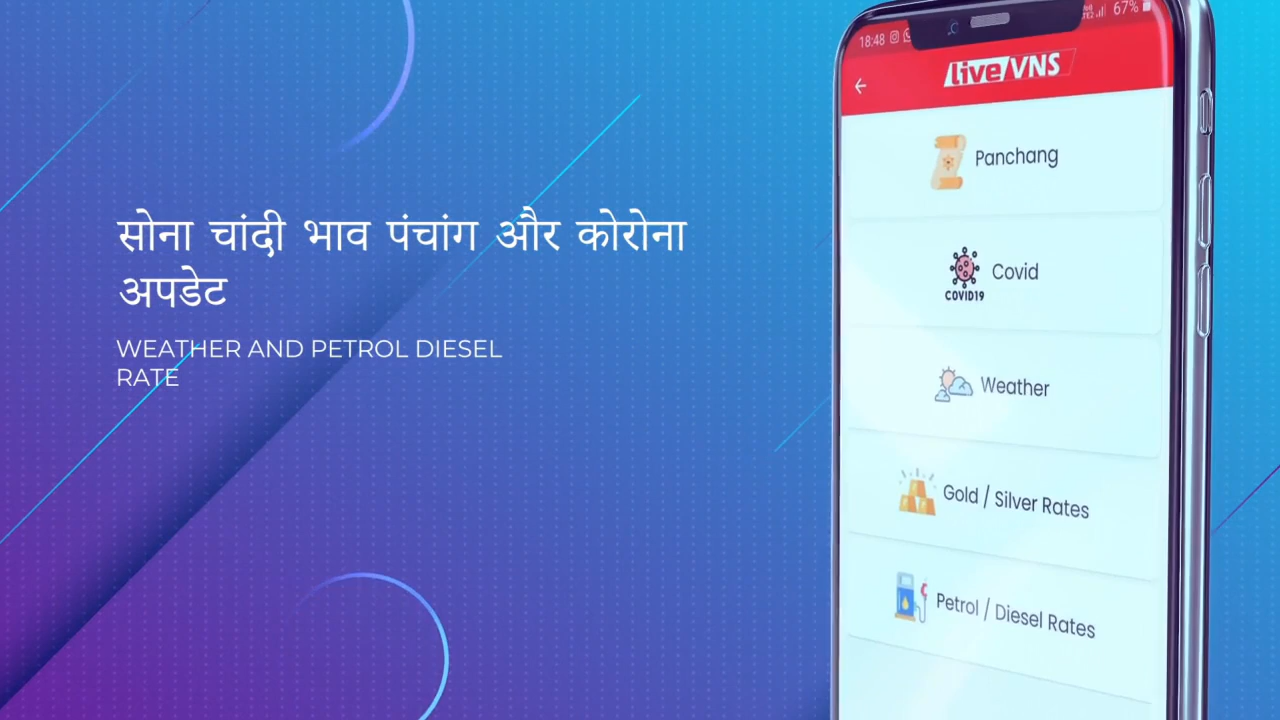 सोना चांदी भाव पंचांग और कोरोना
अपडेट
WEATHER AND PETROL DIESEL
RATE
18:48
67%
live VNS
Panchang
COVID19
Covid
Weather
Gold / Silver Rates
Petrol / Diesel Rates